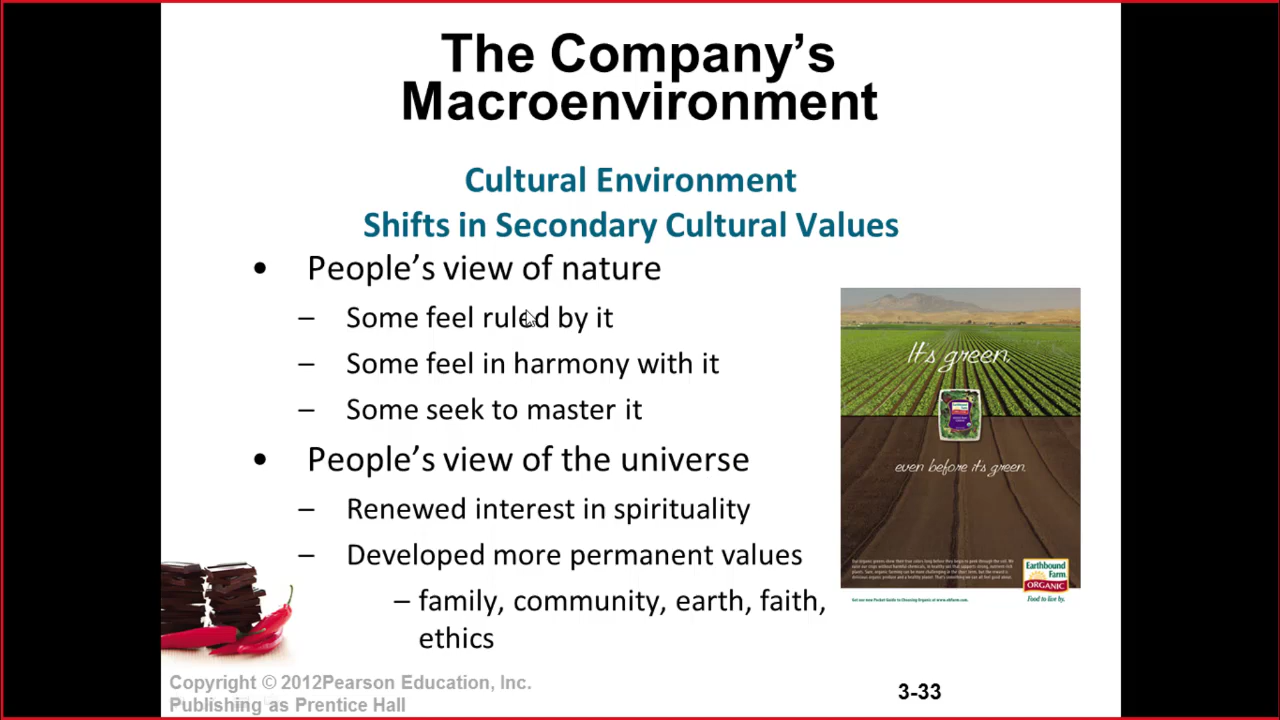 The Company’s
Macroenvironment
Cultural Environment
Shifts in Secondary Cultural Values
• People’s view of nature
– Some feel ruled by it
– Some feel in harmony with it
– Some seek to master it
• People’s view of the universe
– Renewed interest in spirituality
– Developed more permanent values
– family, community, earth, faith,
ethics
It's green.
even before it's green.
Earthbound
Farm
ORGANIC
Food to live by.
Copyright © 2012Pearson Education, Inc.
Publishing as Prentice Hall
3-33